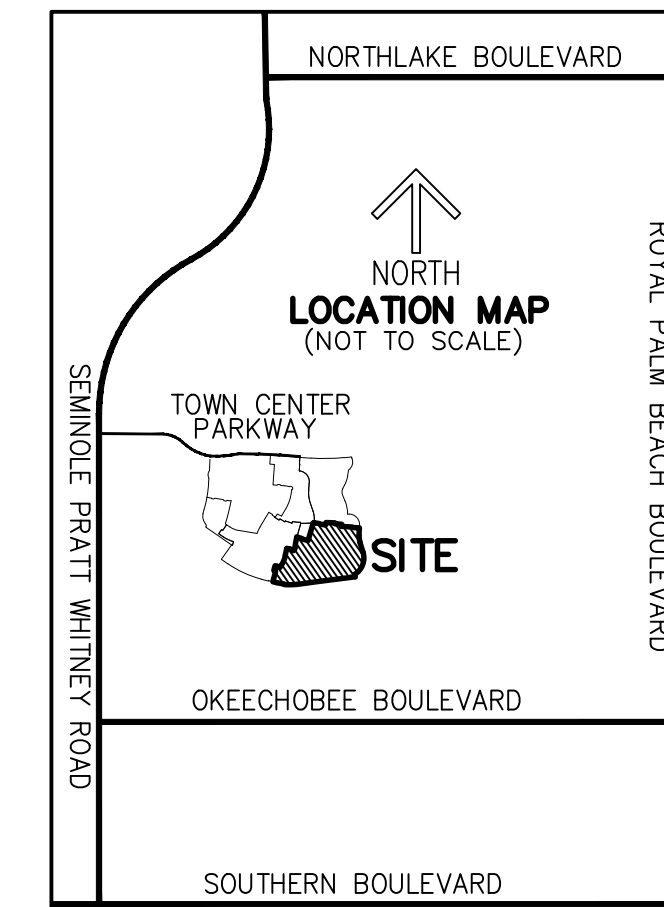 NORTHLAKE BOULEVARD
NORTH
LOCATION MAP
(NOT TO SCALE)
ROYAL PALM BEACH BOULEVARD
SEMINOLE PRATT WHITNEY ROAD
TOWN CENTER
PARKWAY
SITE
OKEECHOBEE BOULEVARD
SOUTHERN BOULEVARD